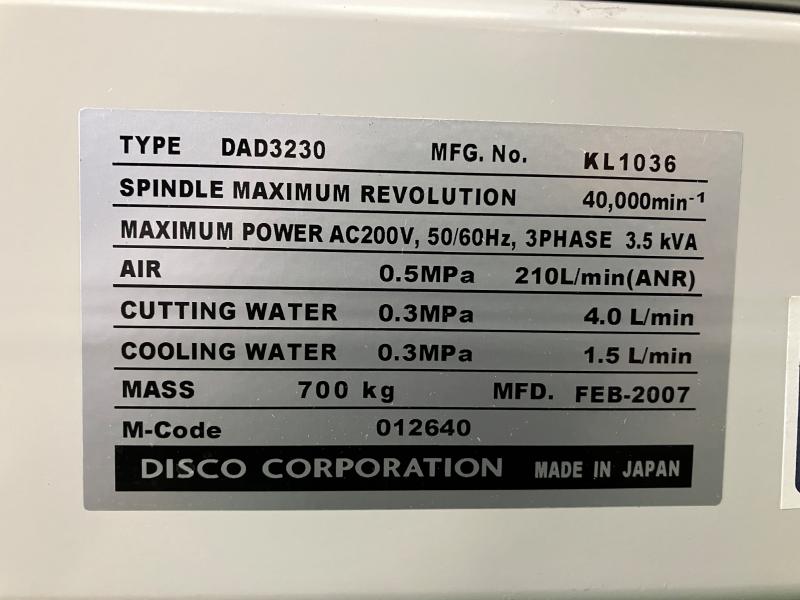 TYPE DAD3230 MFG. No. KL1036
SPINDLE MAXIMUM REVOLUTION 40,000min⁻¹
MAXIMUM POWER AC200V, 50/60Hz, 3PHASE 3.5 kVA
AIR 0.5MPa 210L/min(ANR)
CUTTING WATER 0.3MPa 4.0 L/min
COOLING WATER 0.3MPa 1.5 L/min
MASS 700 kg MFD. FEB-2007
M-Code 012640
DISCO CORPORATION MADE IN JAPAN